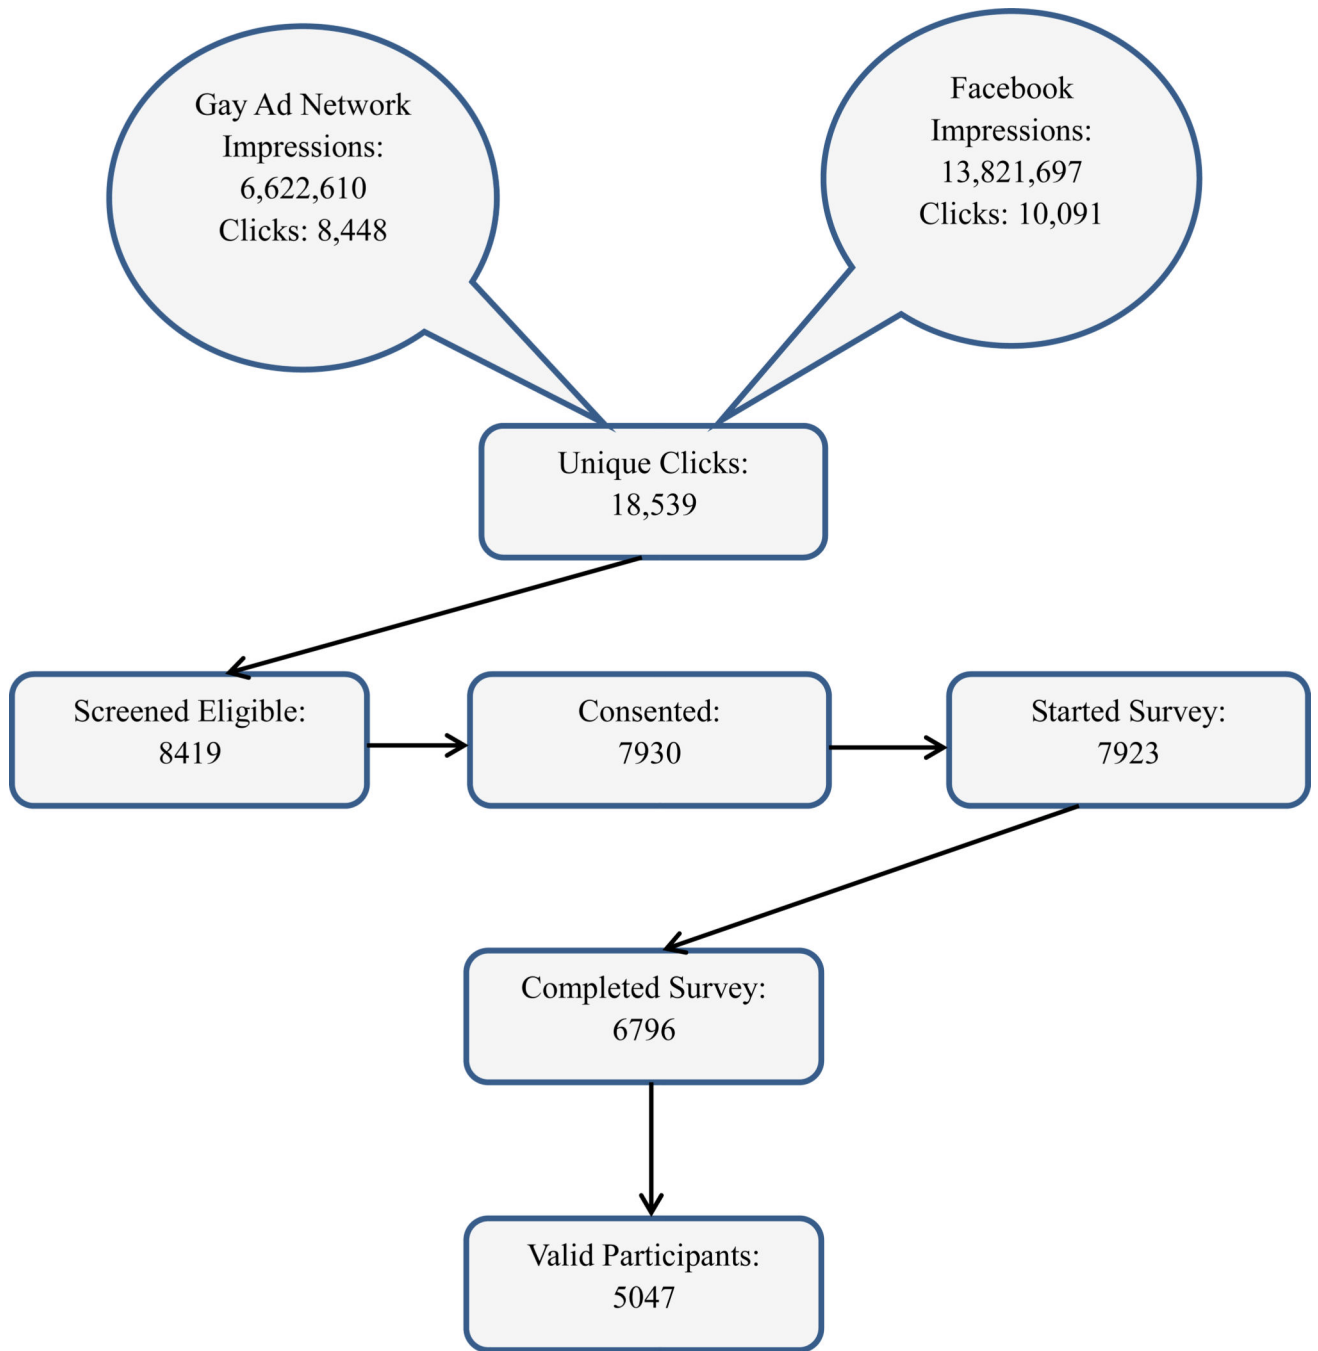 Gay Ad Network
Impressions:
6,622,610
Clicks: 8,448
Facebook
Impressions:
13,821,697
Clicks: 10,091
Unique Clicks:
18,539
Screened Eligible:
8419
Consented:
7930
Started Survey:
7923
Completed Survey:
6796
Valid Participants:
5047